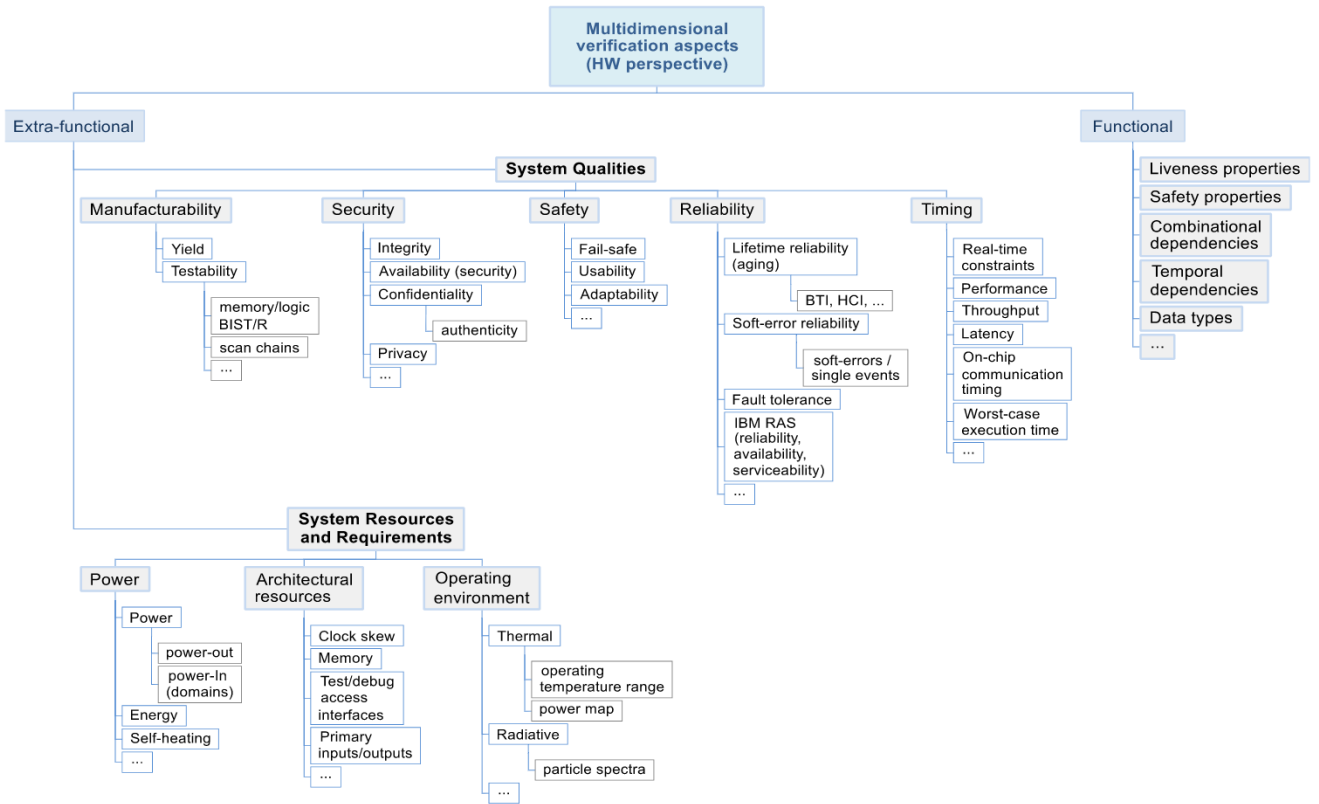 Multidimensional
verification aspects
(HW perspective)
Extra-functional
Functional
System Qualities
Manufacturability
Yield
Testability
memory/logic
BIST/R
scan chains
...
Security
Integrity
Availability (security)
Confidentiality
authenticity
Privacy
...
Safety
Fail-safe
Usability
Adaptability
...
Reliability
Lifetime reliability
(aging)
BTI, HCI, ...
Soft-error reliability
soft-errors /
single events
Fault tolerance
IBM RAS
(reliability,
availability,
serviceability)
...
Timing
Real-time
constraints
Performance
Throughput
Latency
On-chip
communication
timing
Worst-case
execution time
...
Liveness properties
Safety properties
Combinational
dependencies
Temporal
dependencies
Data types
...
System Resources
and Requirements
Power
Power
power-out
power-In
(domains)
Energy
Self-heating
...
Architectural
resources
Clock skew
Memory
Test/debug
access
interfaces
Primary
inputs/outputs
...
Operating
environment
Thermal
operating
temperature range
power map
Radiative
particle spectra
...